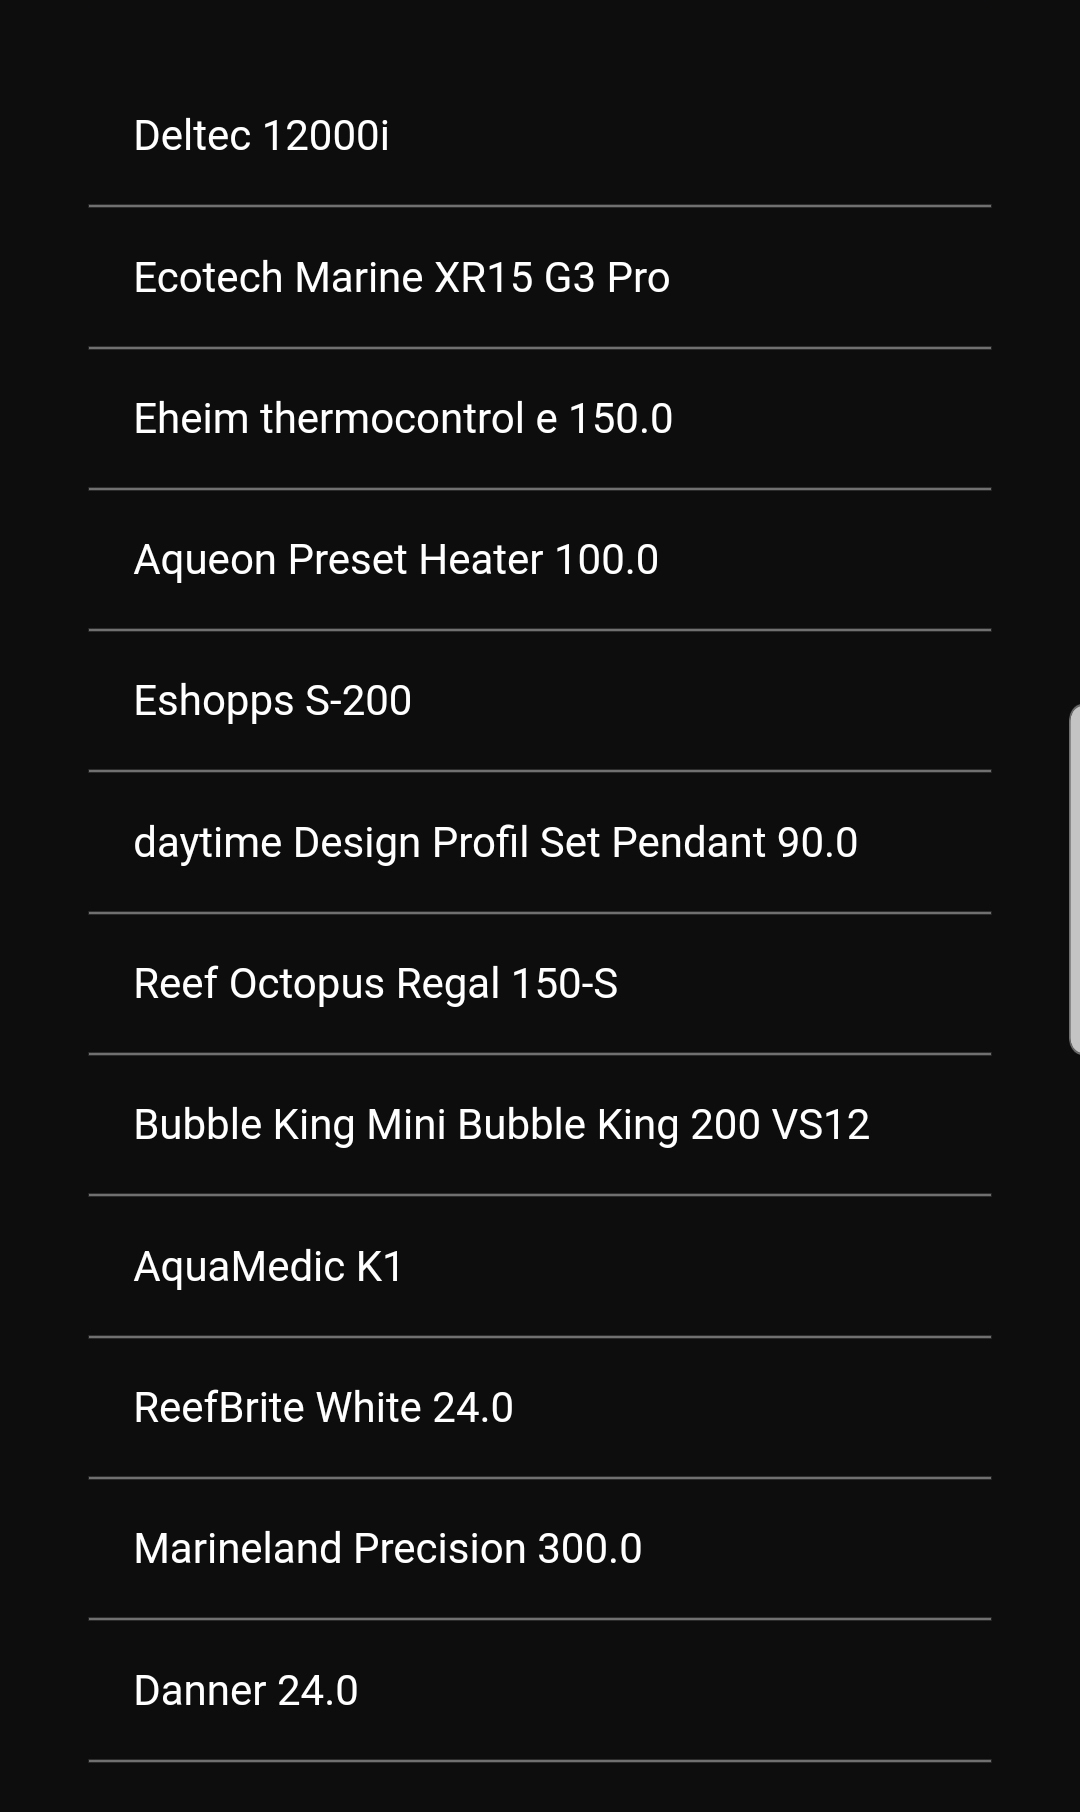 Deltec 12000i
Ecotech Marine XR15 G3 Pro
Eheim thermocontrol e 150.0
Aqueon Preset Heater 100.0
Eshopps S-200
daytime Design Profil Set Pendant 90.0
Reef Octopus Regal 150-S
Bubble King Mini Bubble King 200 VS12
AquaMedic K1
ReefBrite White 24.0
Marineland Precision 300.0
Danner 24.0